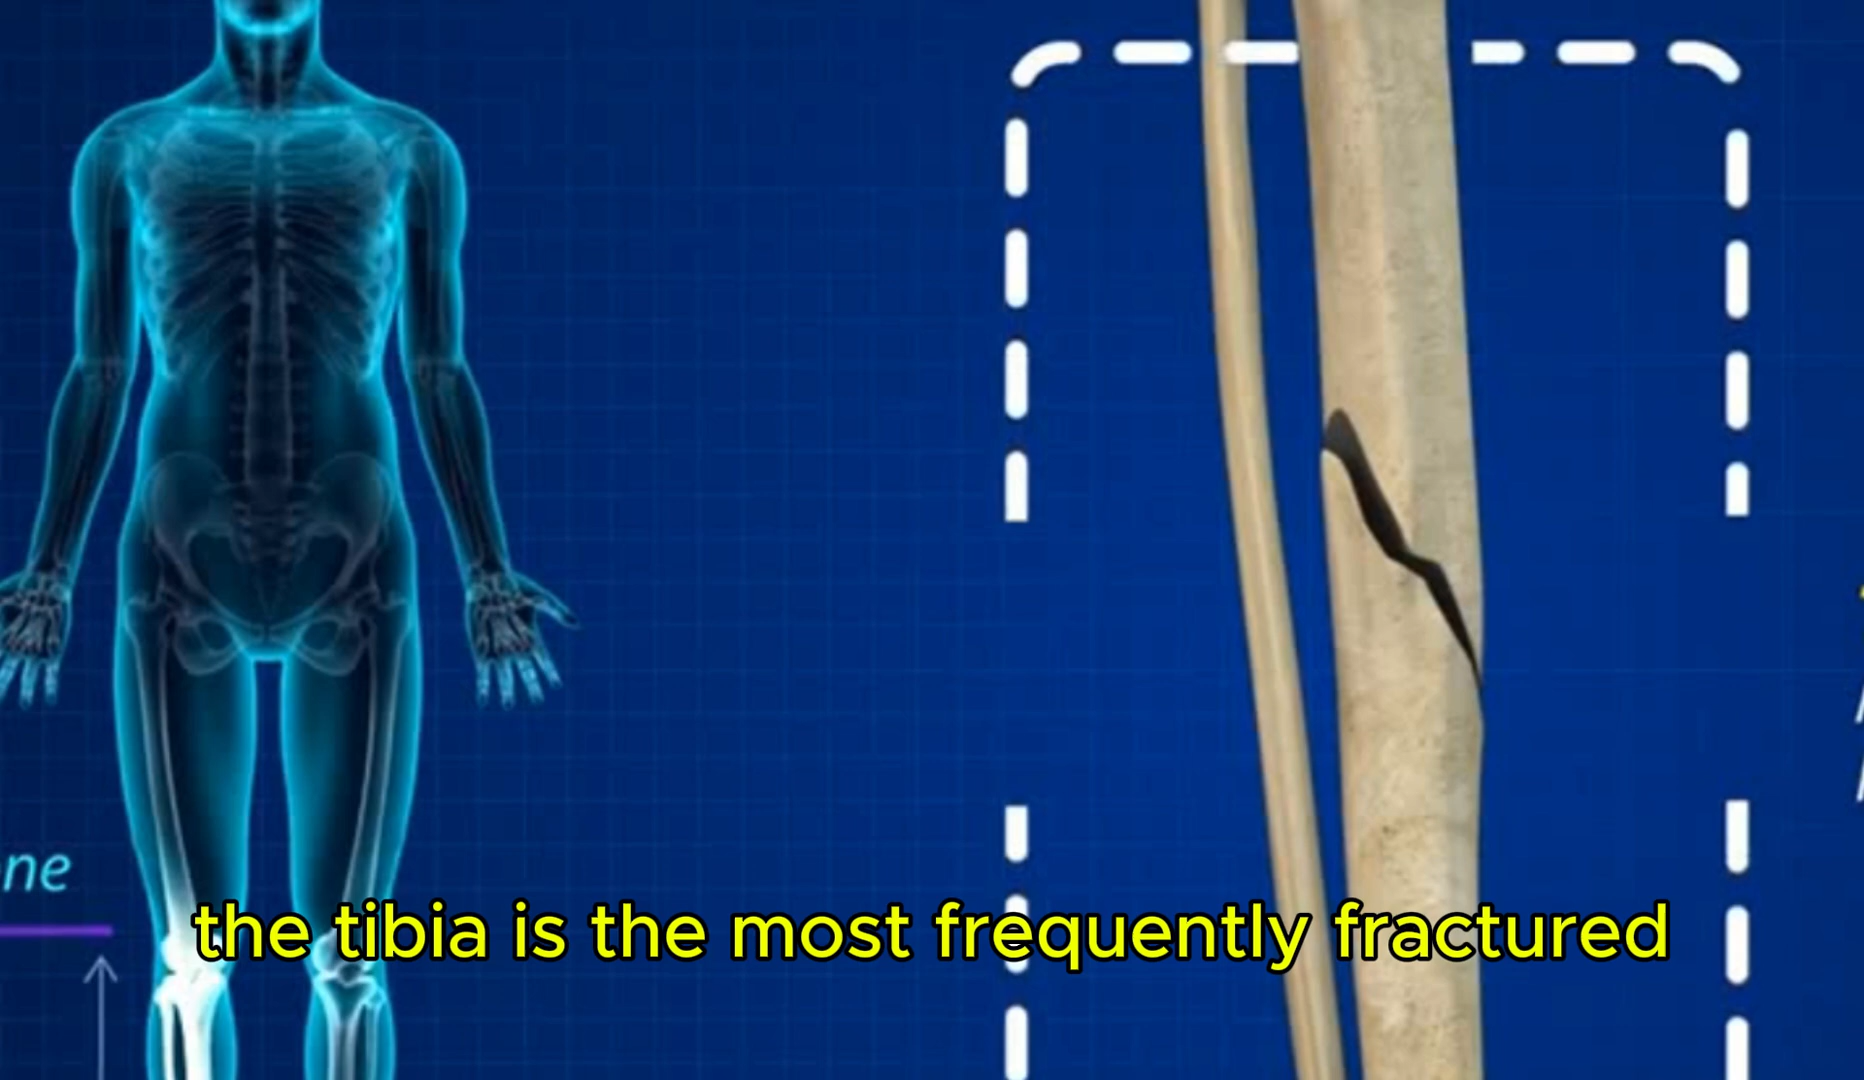 ne
the tibia is the most frequently fractured